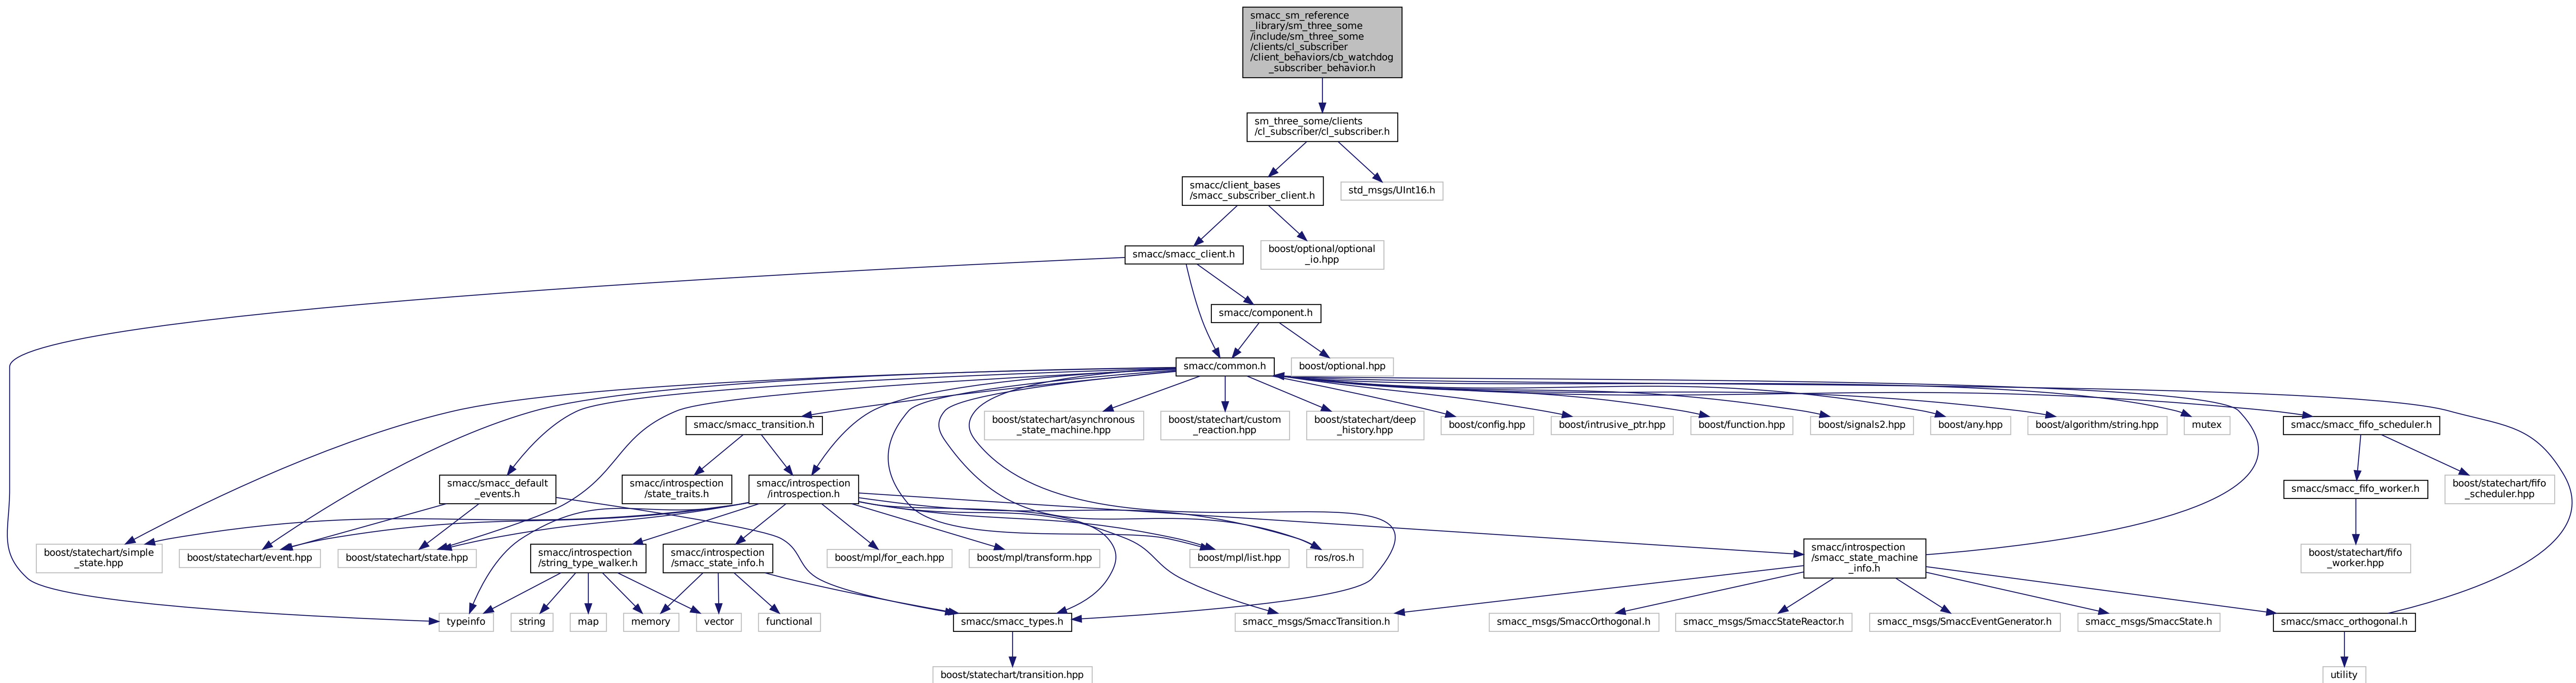 smacc_sm_reference
_library/sm_three_some
/include/sm_three_some
/clients/cl_subscriber
/client_behaviors/cb_watchdog
_subscriber_behavior.h
sm_three_some/clients
/cl_subscriber/cl_subscriber.h
smacc/client_bases
/smacc_subscriber_client.h
std_msgs/UInt16.h
smacc/smacc_client.h
boost/optional/optional
_io.hpp
smacc/component.h
smacc/common.h
boost/optional.hpp
smacc/smacc_transition.h
boost/statechart/asynchronous
_state_machine.hpp
boost/statechart/custom
_reaction.hpp
boost/statechart/deep
_history.hpp
boost/config.hpp
boost/intrusive_ptr.hpp
boost/function.hpp
boost/signals2.hpp
boost/any.hpp
boost/algorithm/string.hpp
mutex
smacc/smacc_fifo_scheduler.h
smacc/smacc_default
_events.h
smacc/introspection
/state_traits.h
smacc/introspection
/introspection.h
smacc/smacc_fifo_worker.h
boost/statechart/fifo
_scheduler.hpp
boost/statechart/simple
_state.hpp
boost/statechart/event.hpp
boost/statechart/state.hpp
smacc/introspection
/string_type_walker.h
smacc/introspection
/smacc_state_info.h
boost/mpl/for_each.hpp
boost/mpl/transform.hpp
boost/mpl/list.hpp
ros/ros.h
smacc/introspection
/smacc_state_machine
_info.h
boost/statechart/fifo
_worker.hpp
typeinfo
string
map
memory
vector
functional
smacc/smacc_types.h
smacc_msgs/SmaccTransition.h
smacc_msgs/SmaccOrthogonal.h
smacc_msgs/SmaccStateReactor.h
smacc_msgs/SmaccEventGenerator.h
smacc_msgs/SmaccState.h
smacc/smacc_orthogonal.h
boost/statechart/transition.hpp
utility